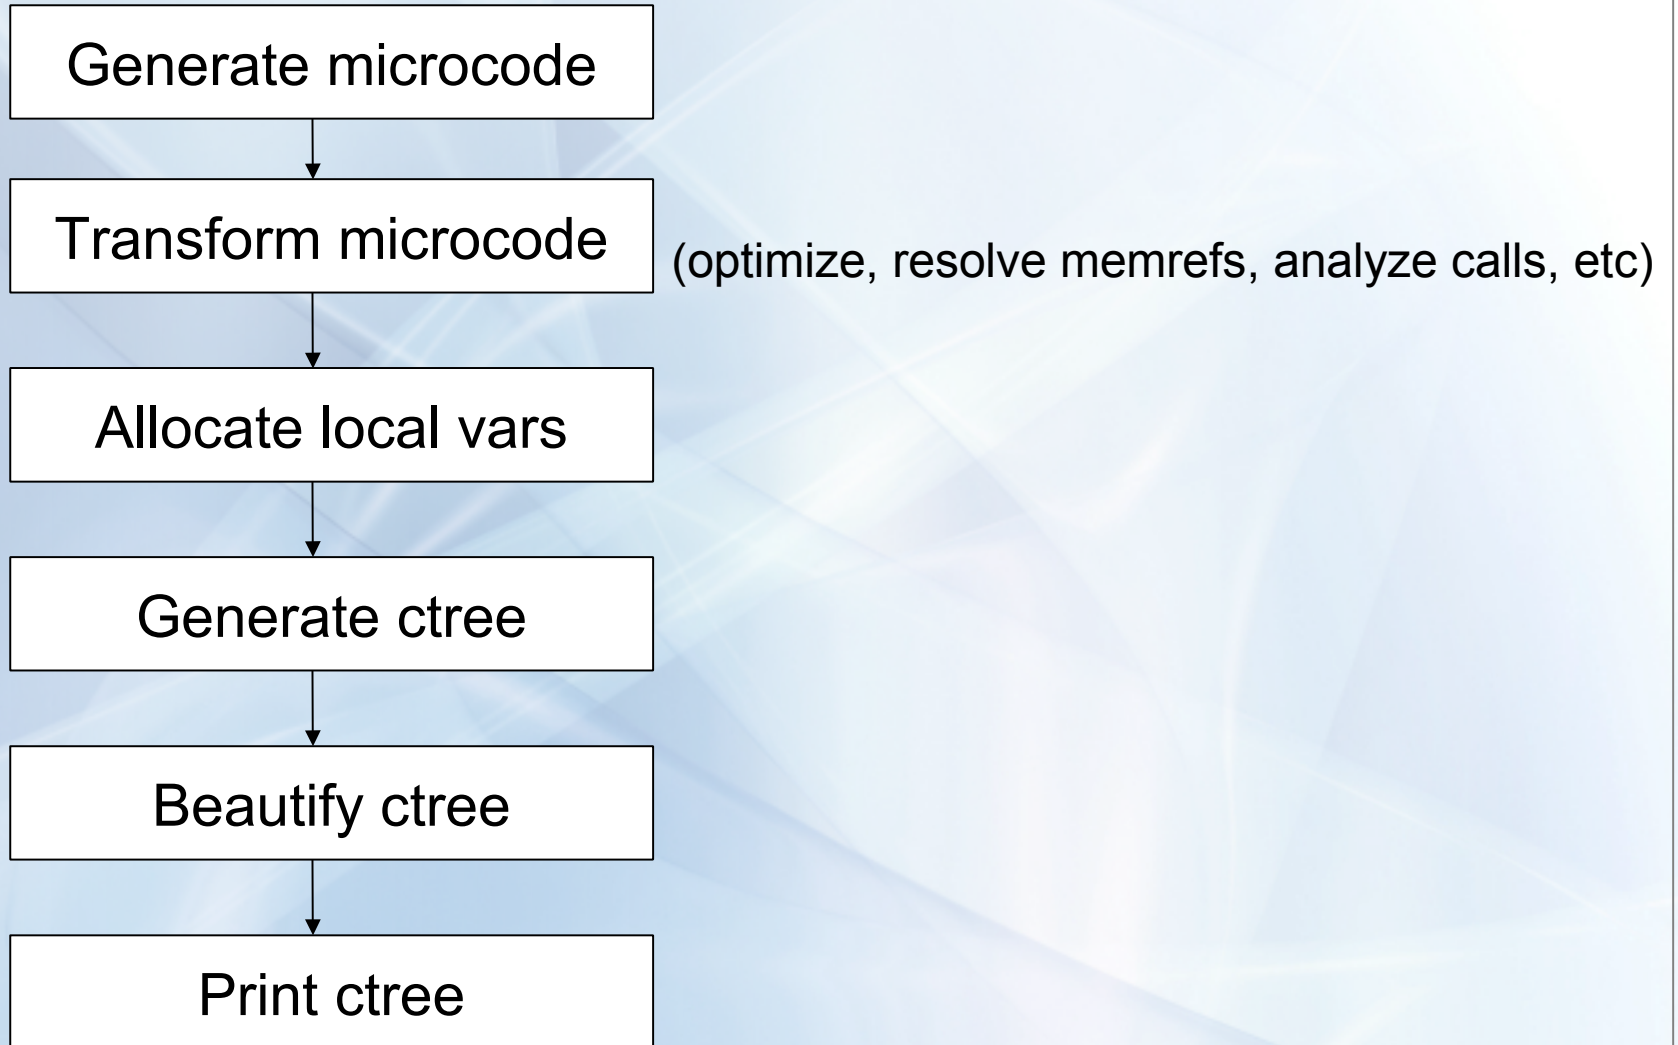 Generate microcode
Transform microcode
(optimize, resolve memrefs, analyze calls, etc)
Allocate local vars
Generate ctree
Beautify ctree
Print ctree